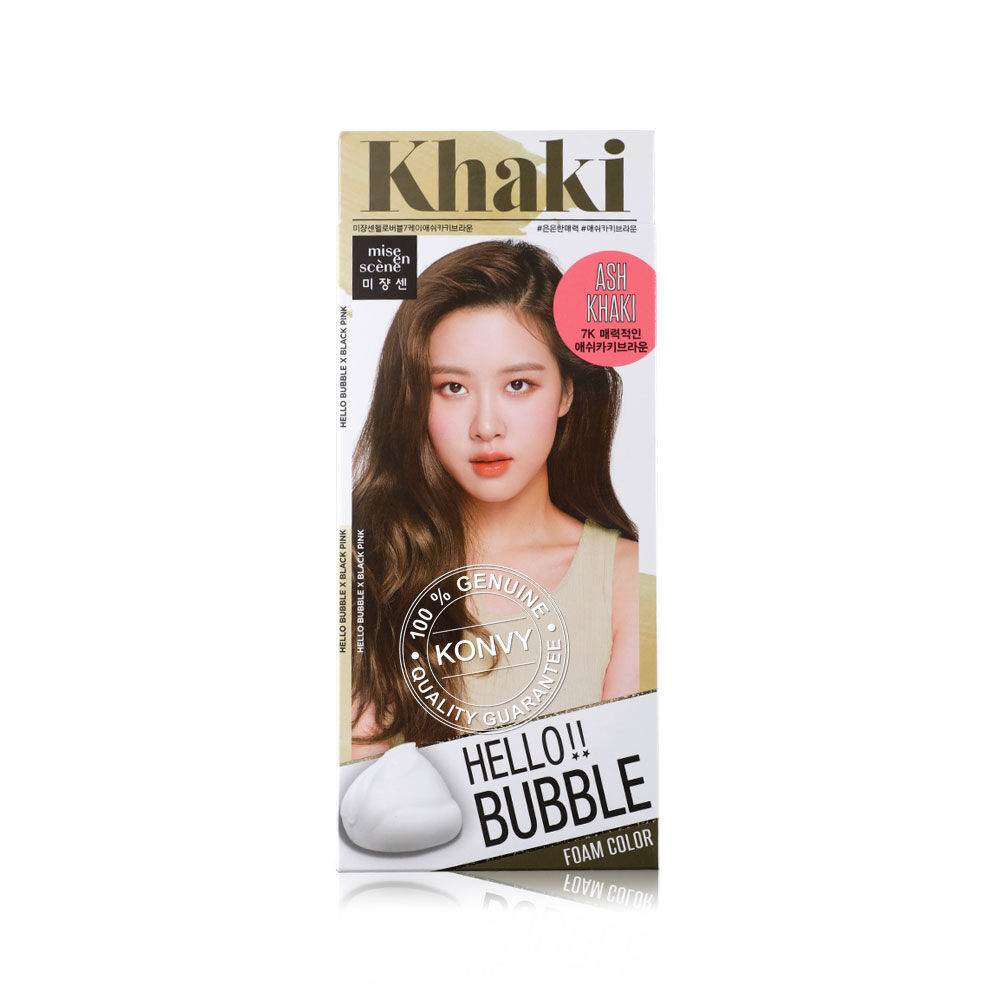 Khaki
미쟝센헬로버블7케이애쉬카키브라운
#은은한매력 #애쉬카키브라운
mise
en
scène
미쟝센
ASH
KHAKI
7K 매력적인
애쉬카키브라운
HELLO BUBBLE X BLACK PINK
HELLO BUBBLE X BLACK PINK
HELLO BUBBLE X BLACK PINK
100 % GENUINE
KONVY
QUALITY GUARANTEE
HELLO!!
BUBBLE
FOAM COLOR